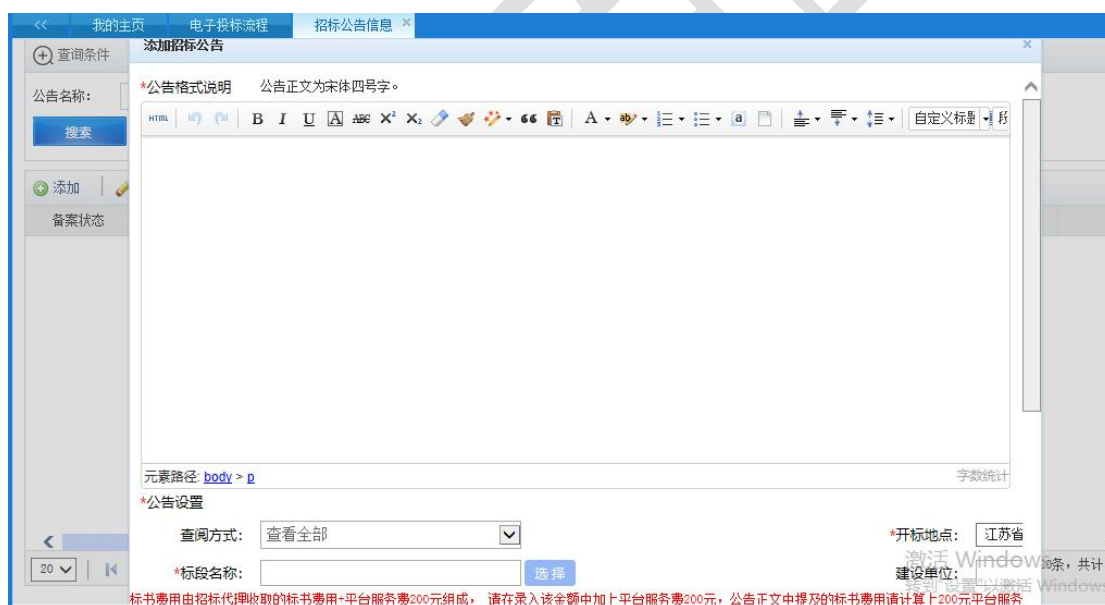 << 我的主页 电子投标流程 招标公告信息 ×
查询条件 添加招标公告 ×
*公告格式说明 公告正文为宋体四号字。
公告名称:
HTML B I U A ABC X² X₂ 66 T A ab a 自定义标题 段
搜索
添加
备案状态
元素路径: body > p 字数统计
*公告设置
查阅方式: 查看全部 *开标地点: 江苏省
*标段名称: 选择 建设单位:
20 条,共计
激活 Windows
转到"设置"以激活 Windows
标书费用由招标代理收取的标书费用+平台服务费200元组成, 请在录入该金额中加上平台服务费200元,公告正文中提及的标书费用请计算上200元平台服务